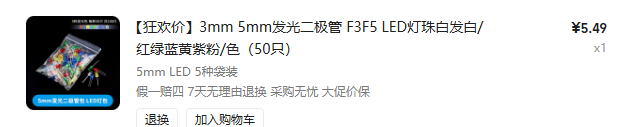 【狂欢价】3mm 5mm发光二极管 F3F5 LED灯珠白发白/
红绿蓝黄紫粉/色（50只）
¥5.49
x1
5mm LED 5种袋装
假一赔四 7天无理由退换 采购无忧 大促价保
5mm发光二极管包 LED灯包
退换
加入购物车